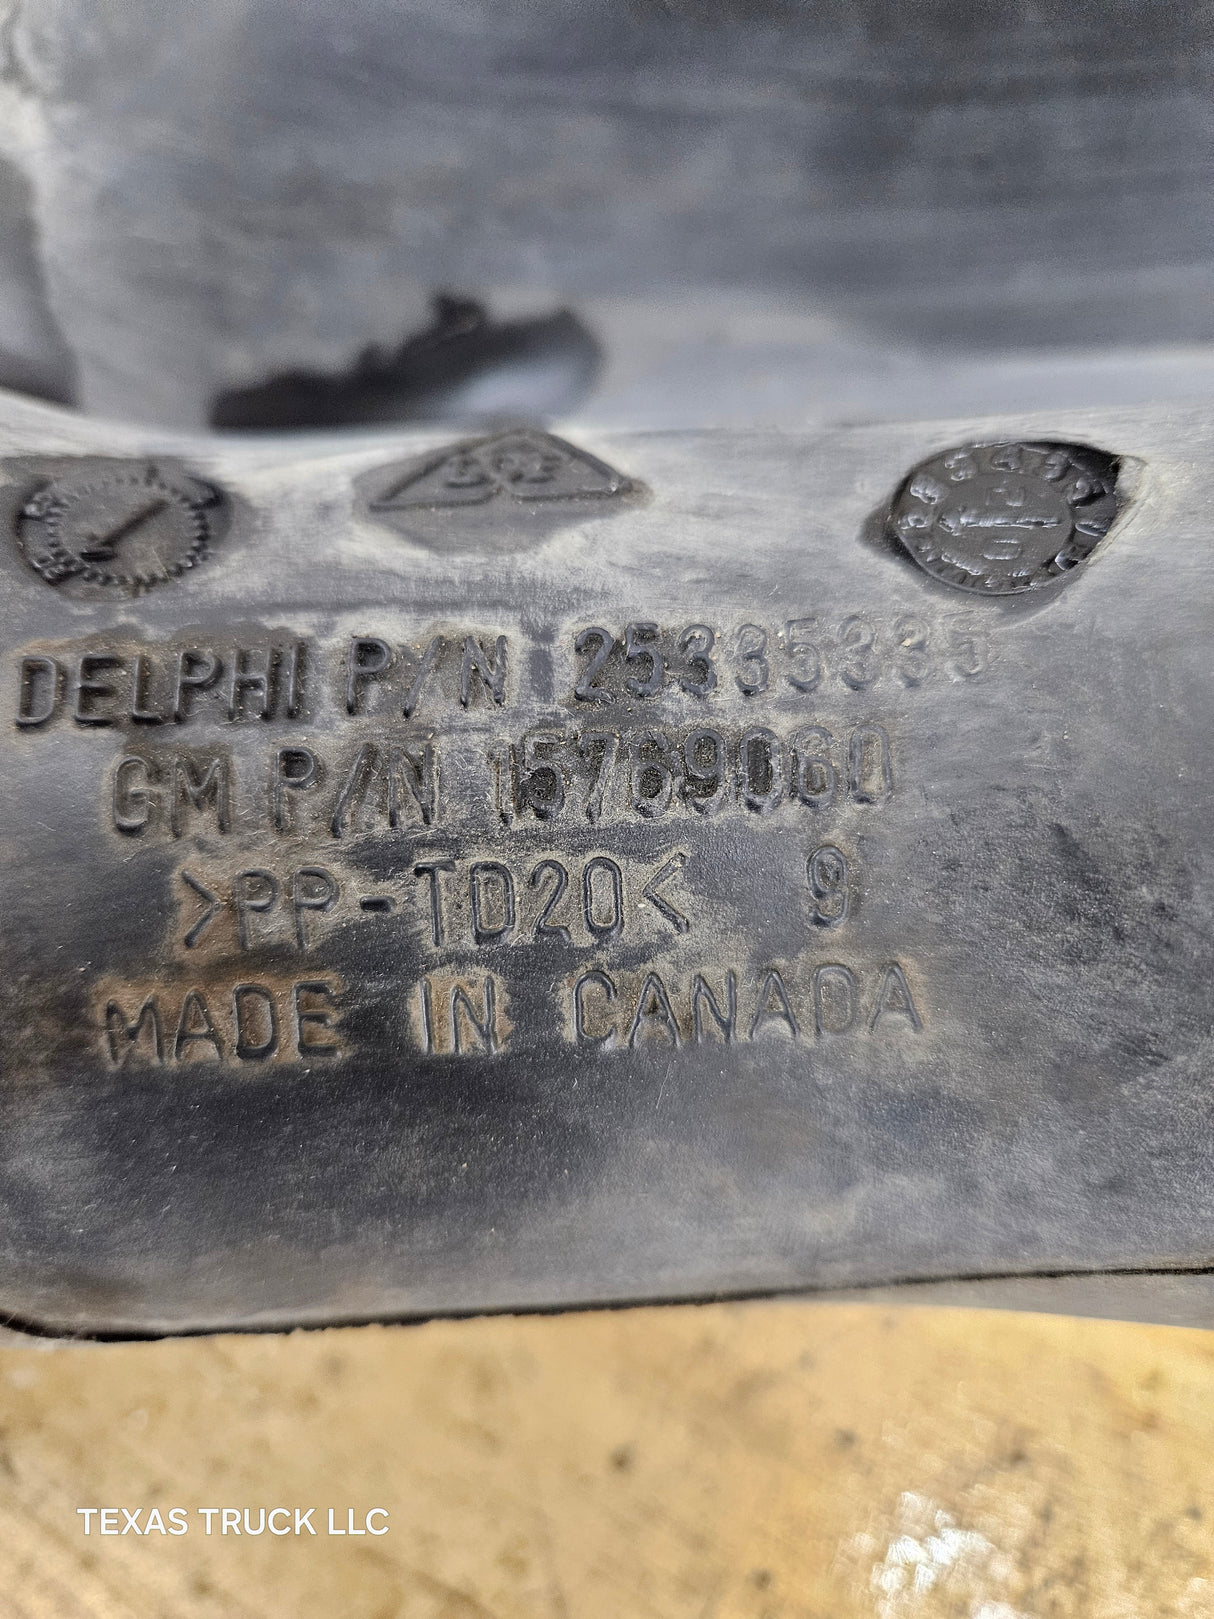 DELPHI P/N 25335335
GM P/N 15769060
>PP-TD20< 9
MADE IN CANADA
TEXAS TRUCK LLC